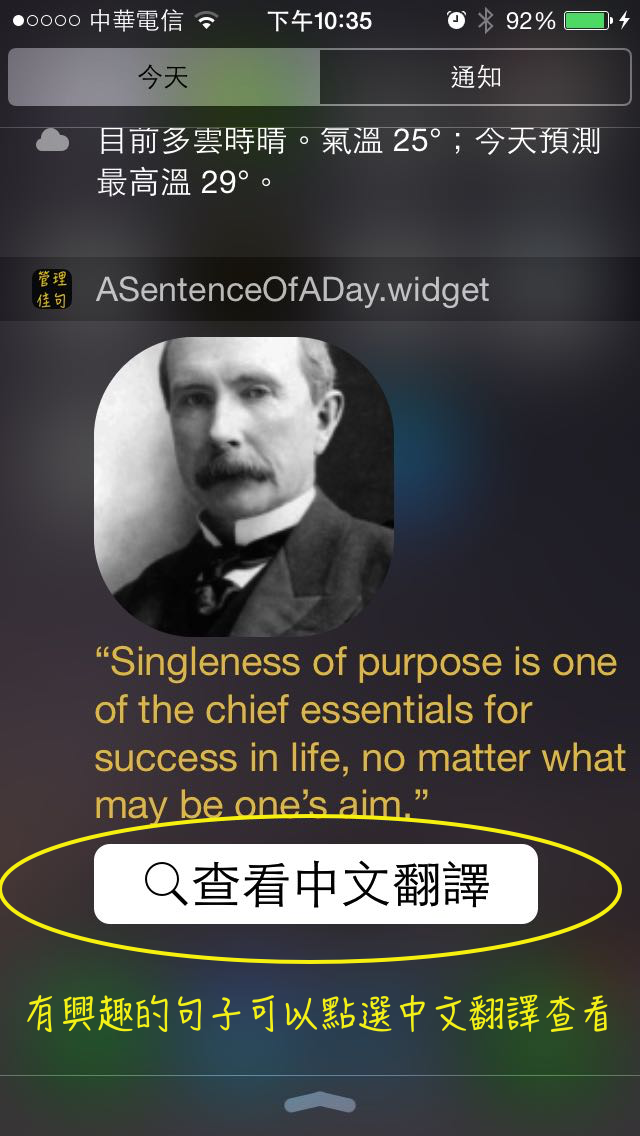 中華電信 下午10:35 92%
今天 通知
目前多雲時晴。氣溫 25°；今天預測
最高溫 29°。
管理
佳句
ASentenceOfADay.widget
“Singleness of purpose is one
of the chief essentials for
success in life, no matter what
may be one’s aim.”
查看中文翻譯
有興趣的句子可以點選中文翻譯查看